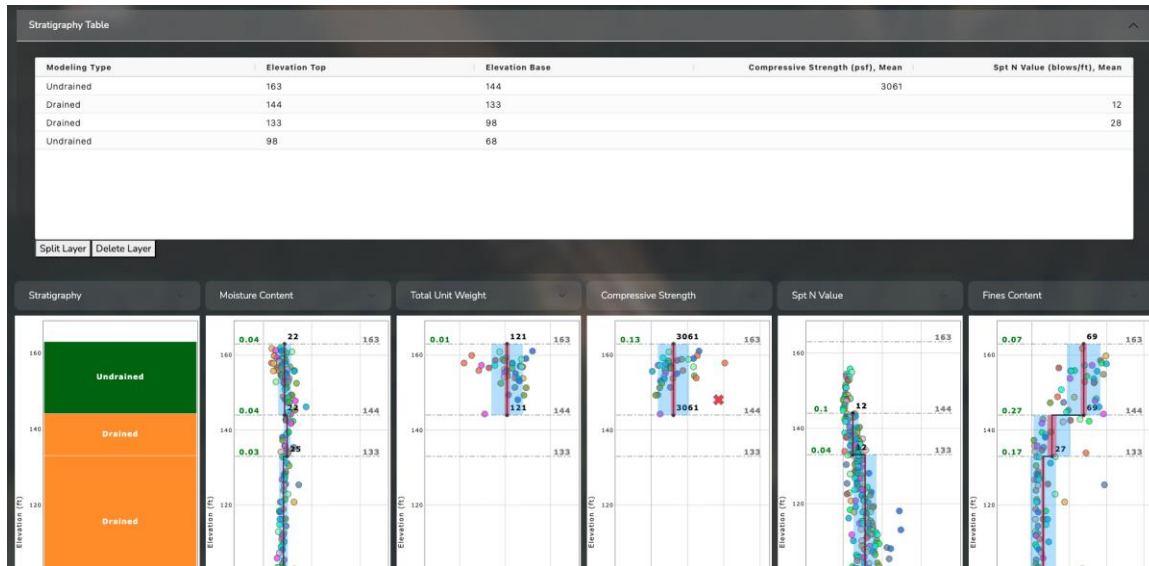 Stratigraphy Table
Modeling Type Elevation Top Elevation Base Compressive Strength (psf), Mean Spt N Value (blows/ft), Mean
Undrained 163 144 3061
Drained 144 133 12
Drained 133 98 28
Undrained 98 68
Split Layer Delete Layer
Stratigraphy Moisture Content Total Unit Weight Compressive Strength Spt N Value Fines Content
160
140
120
Elevation (ft)
Undrained
Drained
Drained
0.04 22 163
160
0.04 22 144
140
0.03 25 133
120
Elevation (ft)
0.01 121 163
160
121 144
140
133
120
Elevation (ft)
0.13 3061 163
160
3061 144
140
133
120
Elevation (ft)
163
160
0.1 12 144
140
0.04 12 133
120
Elevation (ft)
0.07 69 163
160
0.27 69 144
140
0.17 27 133
120
Elevation (ft)